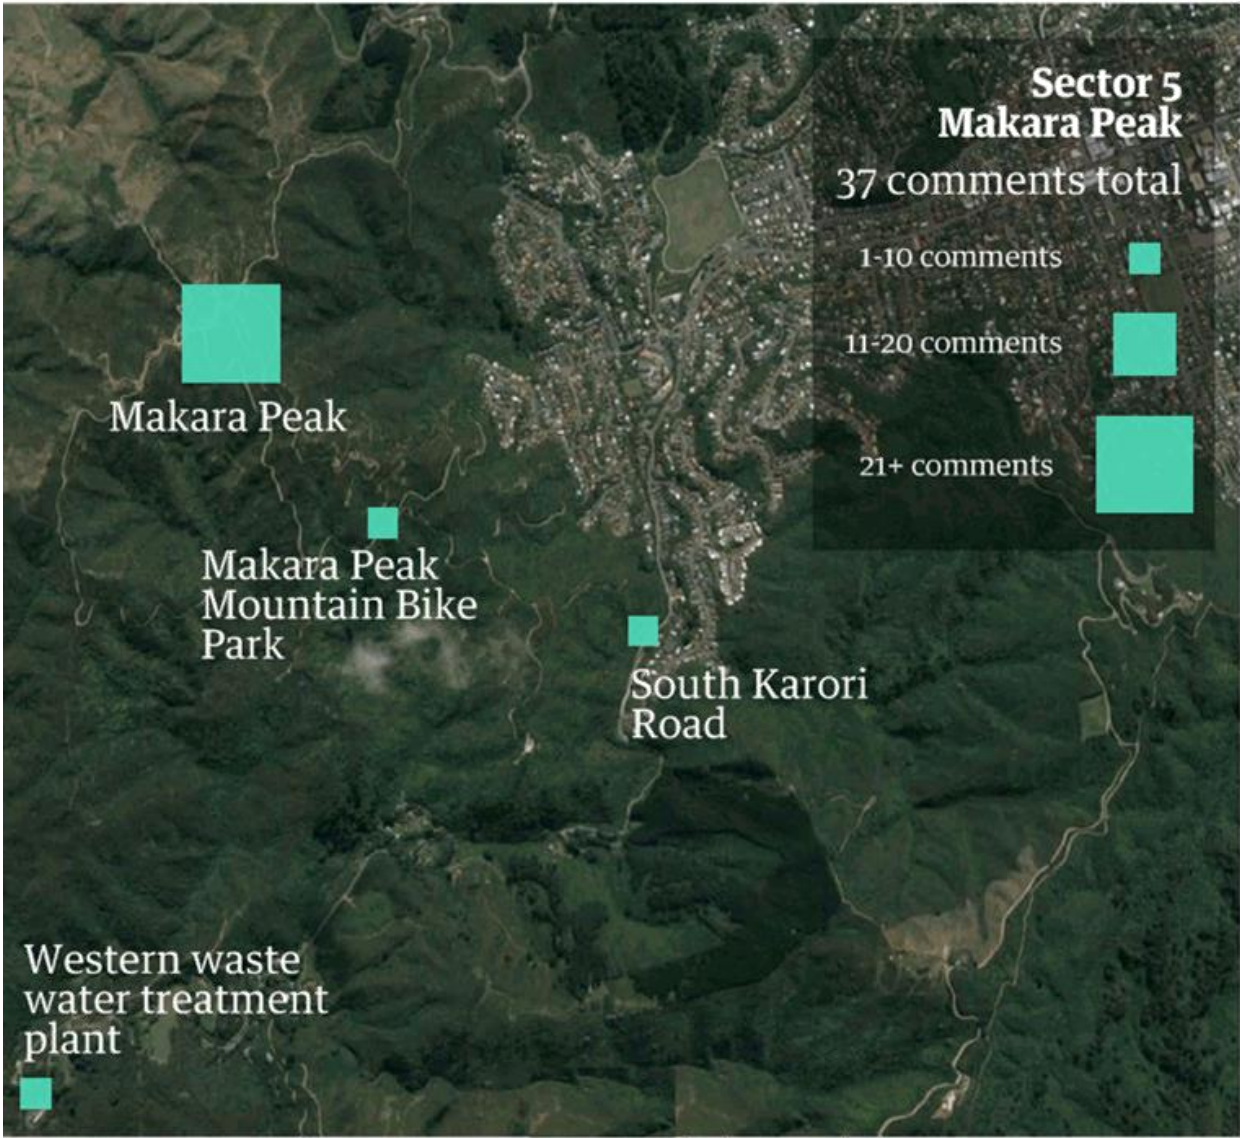 Sector 5
Makara Peak
37 comments total
1-10 comments
11-20 comments
21+ comments
Makara Peak
Makara Peak
Mountain Bike
Park
South Karori
Road
Western waste
water treatment
plant